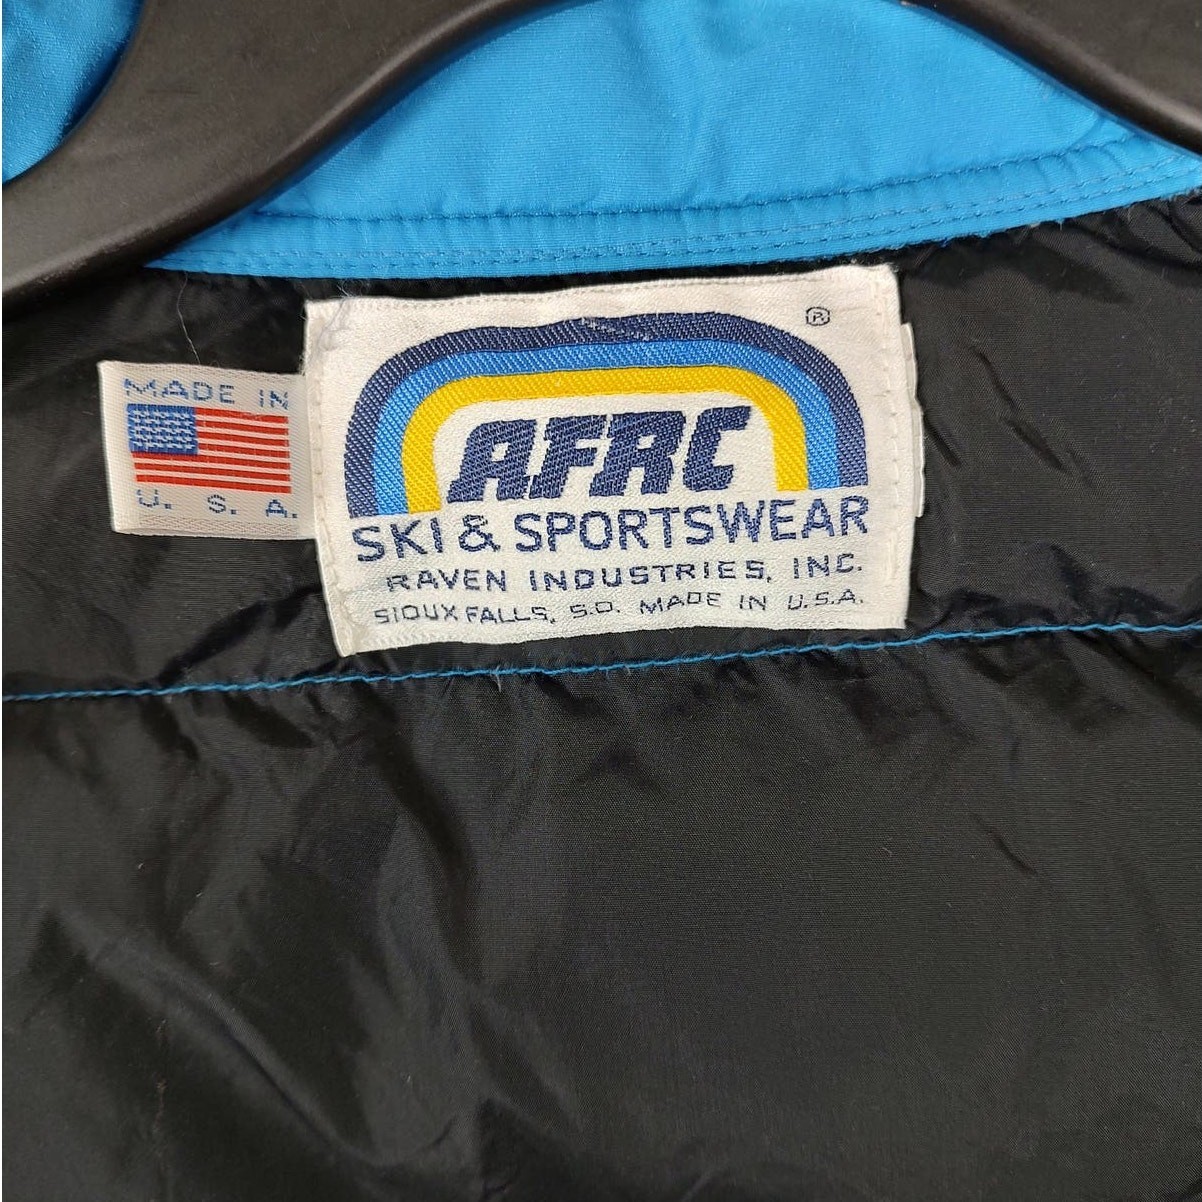 MADE IN
U. S. A.
®
AFRC
SKI & SPORTSWEAR
RAVEN INDUSTRIES, INC.
SIOUX FALLS, S.D. MADE IN U.S.A.